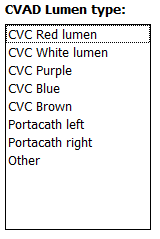 CVAD Lumen type:
CVC Red lumen
CVC White lumen
CVC Purple
CVC Blue
CVC Brown
Portacath left
Portacath right
Other